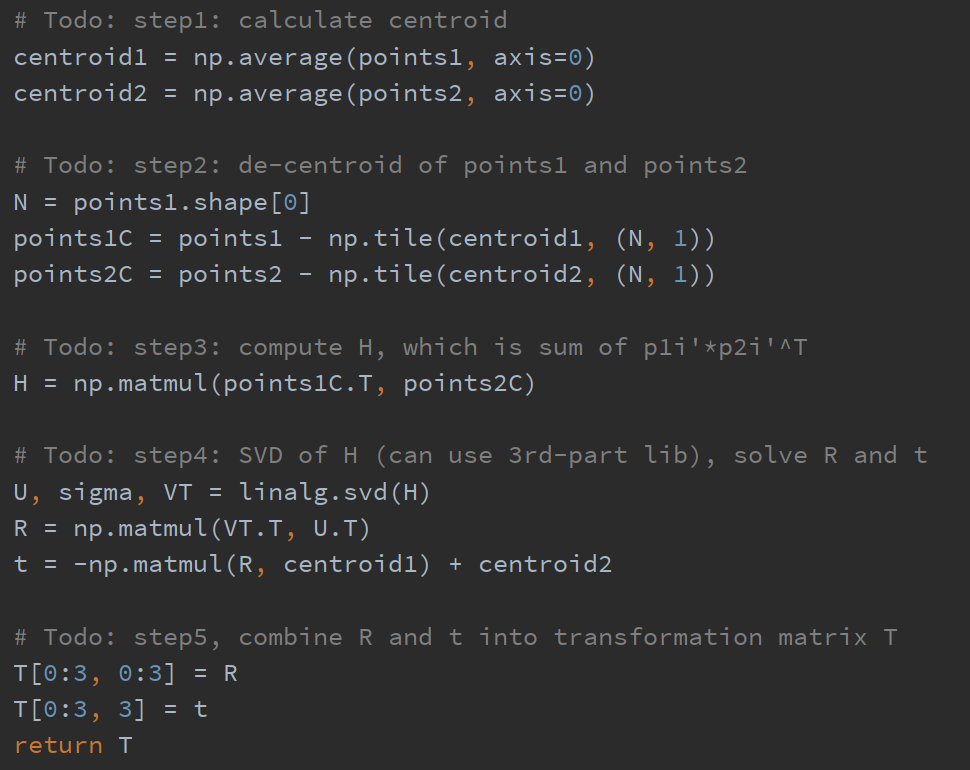 # Todo: step1: calculate centroid
centroid1 = np.average(points1, axis=0)
centroid2 = np.average(points2, axis=0)
# Todo: step2: de-centroid of points1 and points2
N = points1.shape[0]
points1C = points1 - np.tile(centroid1, (N, 1))
points2C = points2 - np.tile(centroid2, (N, 1))
# Todo: step3: compute H, which is sum of p1i'*p2i'^T
H = np.matmul(points1C.T, points2C)
# Todo: step4: SVD of H (can use 3rd-part lib), solve R and t
U, sigma, VT = linalg.svd(H)
R = np.matmul(VT.T, U.T)
t = -np.matmul(R, centroid1) + centroid2
# Todo: step5, combine R and t into transformation matrix T
T[0:3, 0:3] = R
T[0:3, 3] = t
return T